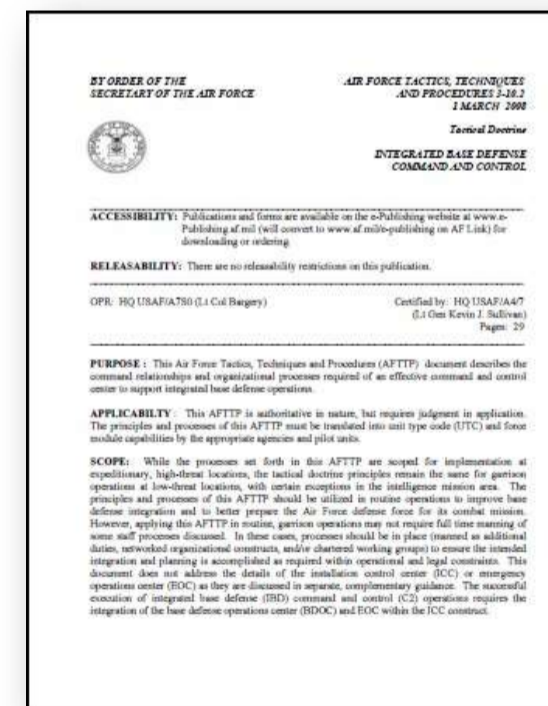 BY ORDER OF THE
SECRETARY OF THE AIR FORCE
AIR FORCE TACTICS, TECHNIQUES
AND PROCEDURES 3-10.2
1 MARCH 2008
Tactical Doctrine
INTEGRATED BASE DEFENSE
COMMAND AND CONTROL
ACCESSIBILITY: Publications and forms are available on the e-Publishing website at www.e-
Publishing.af.mil (will convert to www.af.mil/e-publishing on AF Link) for
downloading or ordering
RELEASABILITY: There are no releasability restrictions on this publication.
OPR: HQ USAF/A7S0 (Lt Col Bargery)
Certified by: HQ USAF/A4/7
(Lt Gen Kevin J. Sullivan)
Pages: 29
PURPOSE : This Air Force Tactics, Techniques and Procedures (AFTTP) document describes the
command relationships and organizational processes required of an effective command and control
center to support integrated base defense operations.
APPLICABILTY : This AFTTP is authoritative in nature, but requires judgment in application.
The principles and processes of this AFTTP must be translated into unit type code (UTC) and force
module capabilities by the appropriate agencies and pilot units.
SCOPE: While the processes set forth in this AFTTP are scoped for implementation at
expeditionary, high-threat locations, the tactical doctrine principles remain the same for garrison
operations at low-threat locations, with certain exceptions in the intelligence mission area. The
principles and processes of this AFTTP should be utilized in routine operations to improve base
defense integration and to better prepare the Air Force defense force for its combat mission.
However, applying this AFTTP in routine, garrison operations may not require full time manning of
some staff processes discussed. In these cases, processes should be in place (manned as additional
duties, networked organizational constructs, and/or chartered working groups) to ensure the intended
integration and planning is accomplished as required within operational and legal constraints. This
document does not address the details of the installation control center (ICC) or emergency
operations center (EOC) as they are discussed in separate, complementary guidance. The successful
execution of integrated base defense (IBD) command and control (C2) operations requires the
integration of the base defense operations center (BDOC) and EOC within the ICC construct.